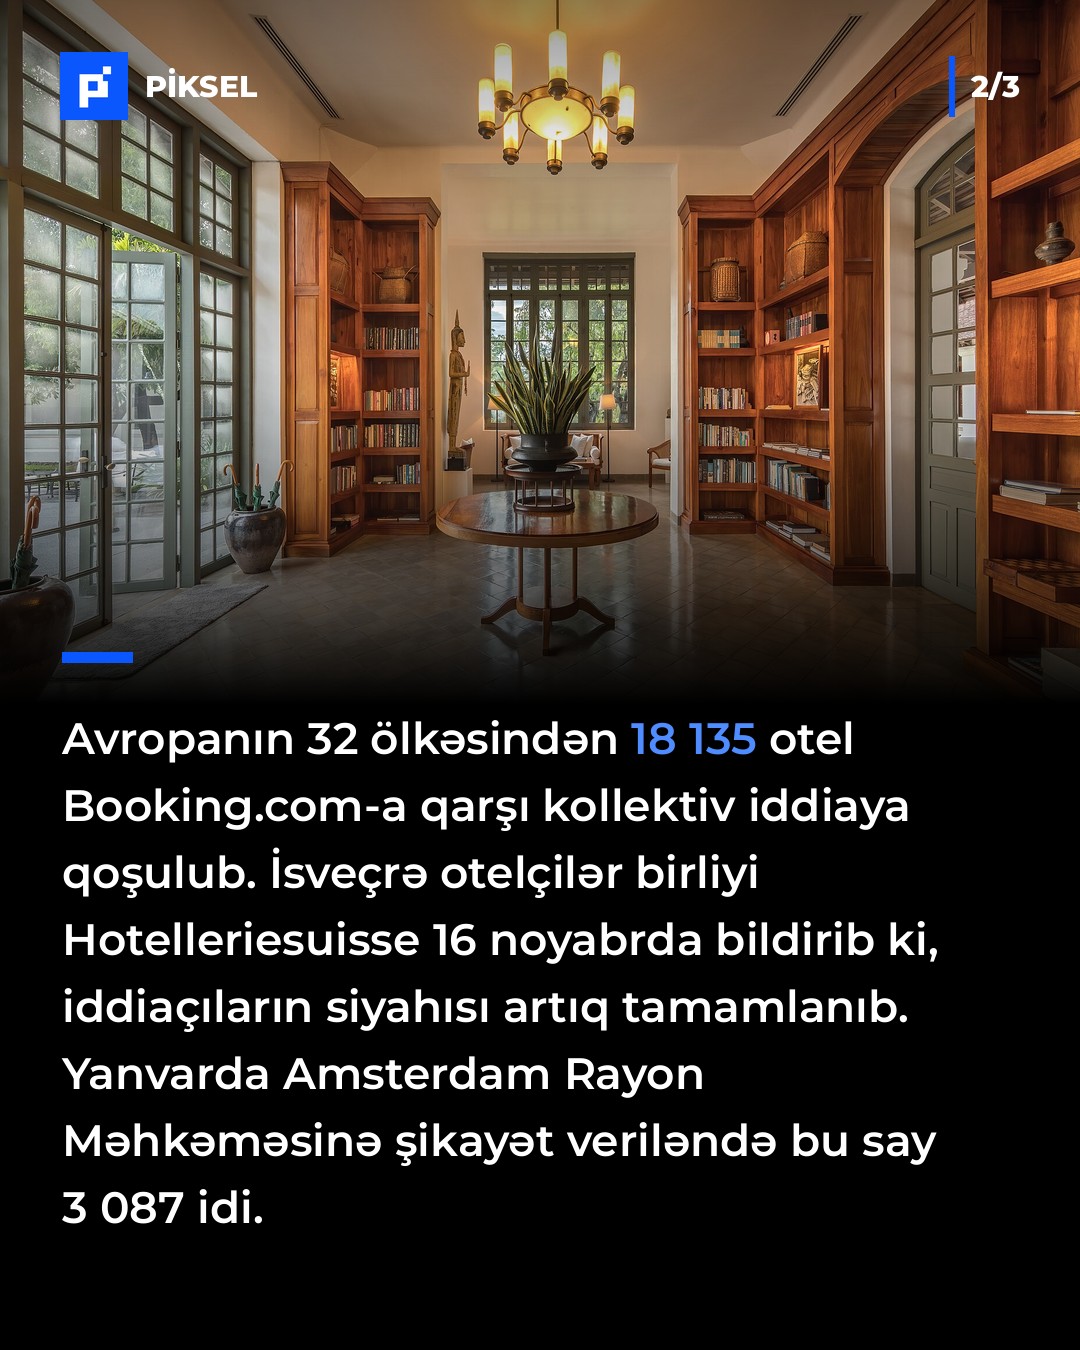 PİKSEL
2/3
Avropanın 32 ölkəsindən 18 135 otel
Booking.com-a qarşı kollektiv iddiaya
qoşulub. İsveçrə otelçilər birliyi
Hotelleriesuisse 16 noyabrda bildirib ki,
iddiaçıların siyahısı artıq tamamlanıb.
Yanvarda Amsterdam Rayon
Məhkəməsinə şikayət veriləndə bu say
3 087 idi.